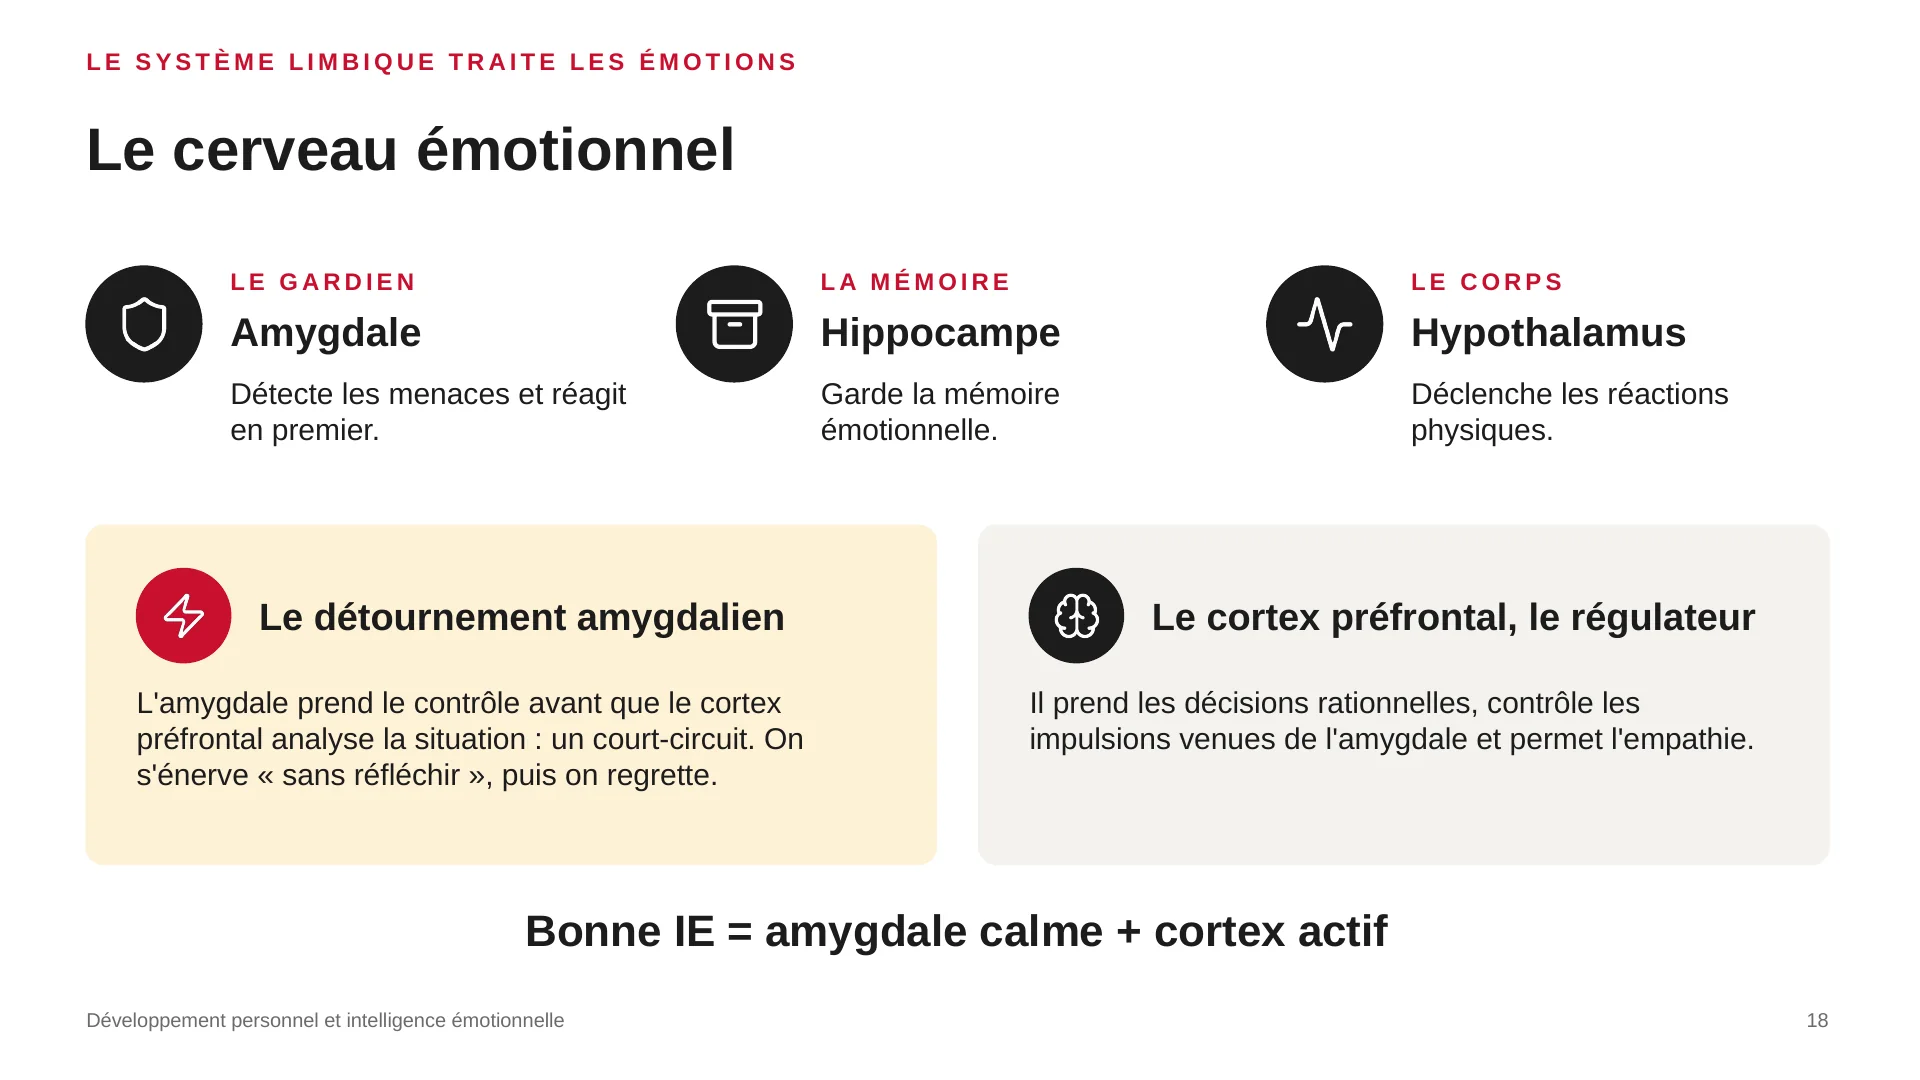 LE SYSTÈME LIMBIQUE TRAITE LES ÉMOTIONS
Le cerveau émotionnel
LE GARDIEN
Amygdale
Détecte les menaces et réagit
en premier.
LA MÉMOIRE
Hippocampe
Garde la mémoire
émotionnelle.
LE CORPS
Hypothalamus
Déclenche les réactions
physiques.
Le détournement amygdalien
L'amygdale prend le contrôle avant que le cortex
préfrontal analyse la situation : un court-circuit. On
s'énerve « sans réfléchir », puis on regrette.
Le cortex préfrontal, le régulateur
Il prend les décisions rationnelles, contrôle les
impulsions venues de l'amygdale et permet l'empathie.
Bonne IE = amygdale calme + cortex actif
Développement personnel et intelligence émotionnelle
18